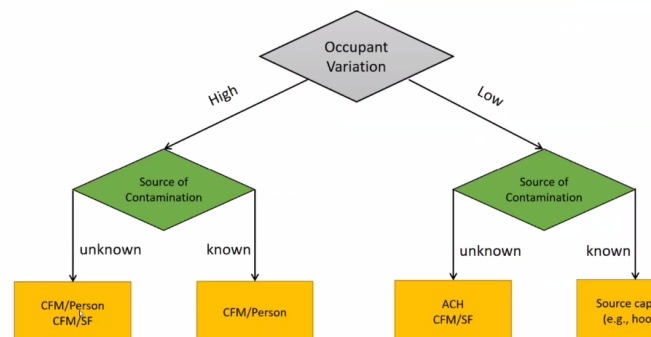 Occupant
Variation
High
Low
Source of
Contamination
Source of
Contamination
unknown
known
unknown
known
CFM/Person
CFM/SF
CFM/Person
ACH
CFM/SF
Source cap
(e.g., hoo